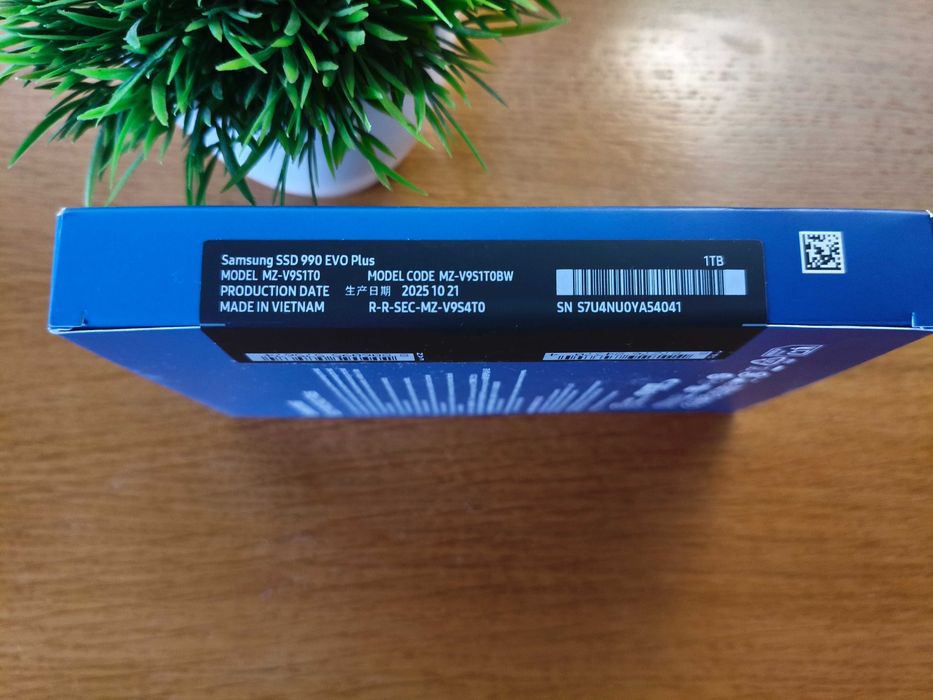 Samsung SSD 990 EVO Plus 1TB
MODEL MZ-V9S1T0 MODEL CODE MZ-V9S1T0BW
PRODUCTION DATE 生产日期 2025 10 21
MADE IN VIETNAM R-R-SEC-MZ-V9S4T0 SN S7U4NU0YA54041